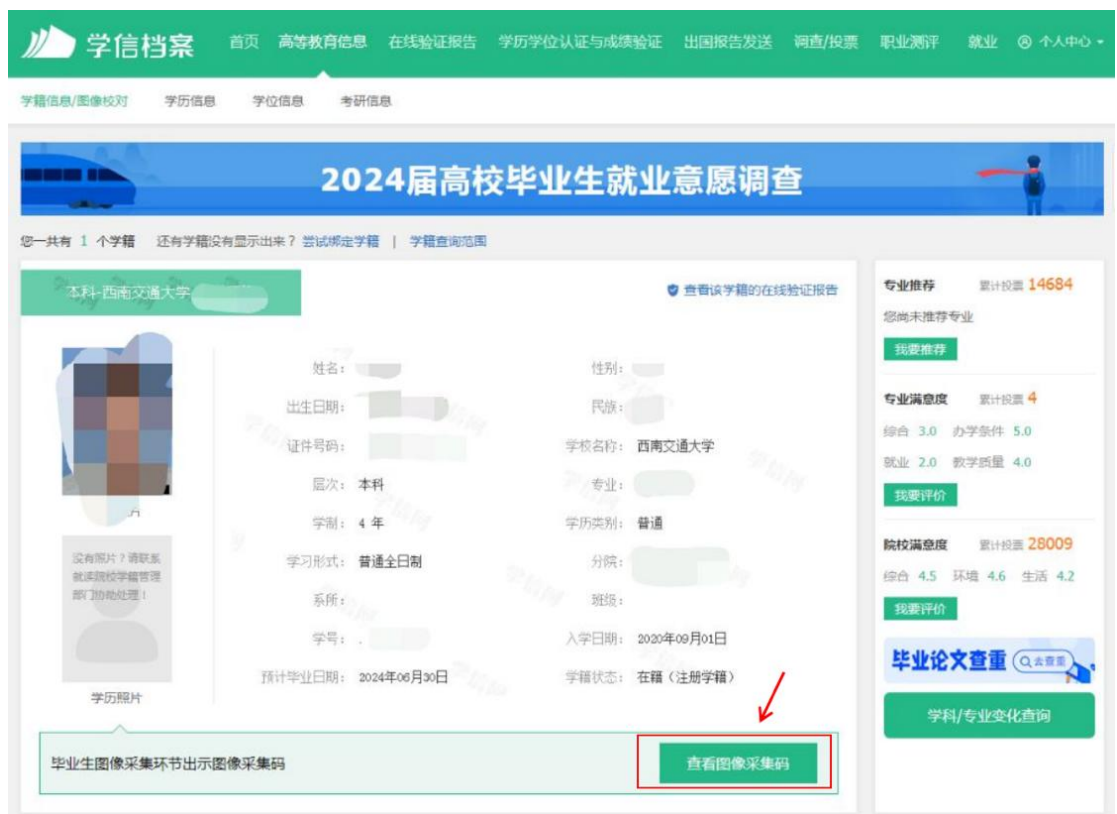 学信档案
首页 高等教育信息 在线验证报告 学历学位认证与成绩验证 出国报告发送 调查/投票 职业测评 就业 个人中心
学籍信息/图像校对 学历信息 学位信息 考研信息
2024届高校毕业生就业意愿调查
您一共有 1 个学籍 还有学籍没有显示出来？ 尝试绑定学籍 | 学籍查询范围
本科-西南交通大学
查看该学籍的在线验证报告
姓名：
性别：
出生日期：
民族：
证件号码：
学校名称： 西南交通大学
层次： 本科
专业：
学制： 4 年
学历类别： 普通
学习形式： 普通全日制
分院：
系所：
班级：
学号：
入学日期： 2020年09月01日
预计毕业日期： 2024年06月30日
学籍状态： 在籍（注册学籍）
没有照片？请联系
就读院校学籍管理
部门协助处理！
学历照片
毕业生图像采集环节出示图像采集码
查看图像采集码
专业推荐 累计投票 14684
您尚未推荐专业
我要推荐
专业满意度 累计投票 4
综合 3.0 办学条件 5.0
就业 2.0 教学质量 4.0
我要评价
院校满意度 累计投票 28009
综合 4.5 环境 4.6 生活 4.2
我要评价
毕业论文查重 去查重
学科/专业变化查询